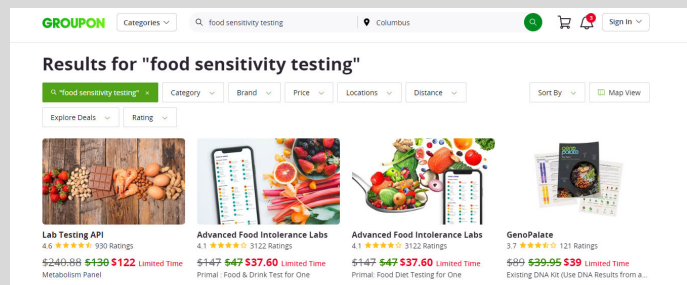 GROUPON Categories food sensitivity testing Columbus 3 Sign In
Results for "food sensitivity testing"
"food sensitivity testing" × Category Brand Price Locations Distance Sort By Map View
Explore Deals Rating
Lab Testing API
4.6 930 Ratings
$240.88 $130 $122 Limited Time
Metabolism Panel
Advanced Food Intolerance Labs
4.1 3122 Ratings
$147 $47 $37.60 Limited Time
Primal : Food & Drink Test for One
Advanced Food Intolerance Labs
4.1 3122 Ratings
$147 $47 $37.60 Limited Time
Primal: Food Diet Testing for One
GenoPalate
3.7 121 Ratings
$89 $39.95 $39 Limited Time
Existing DNA Kit (Use DNA Results from a...